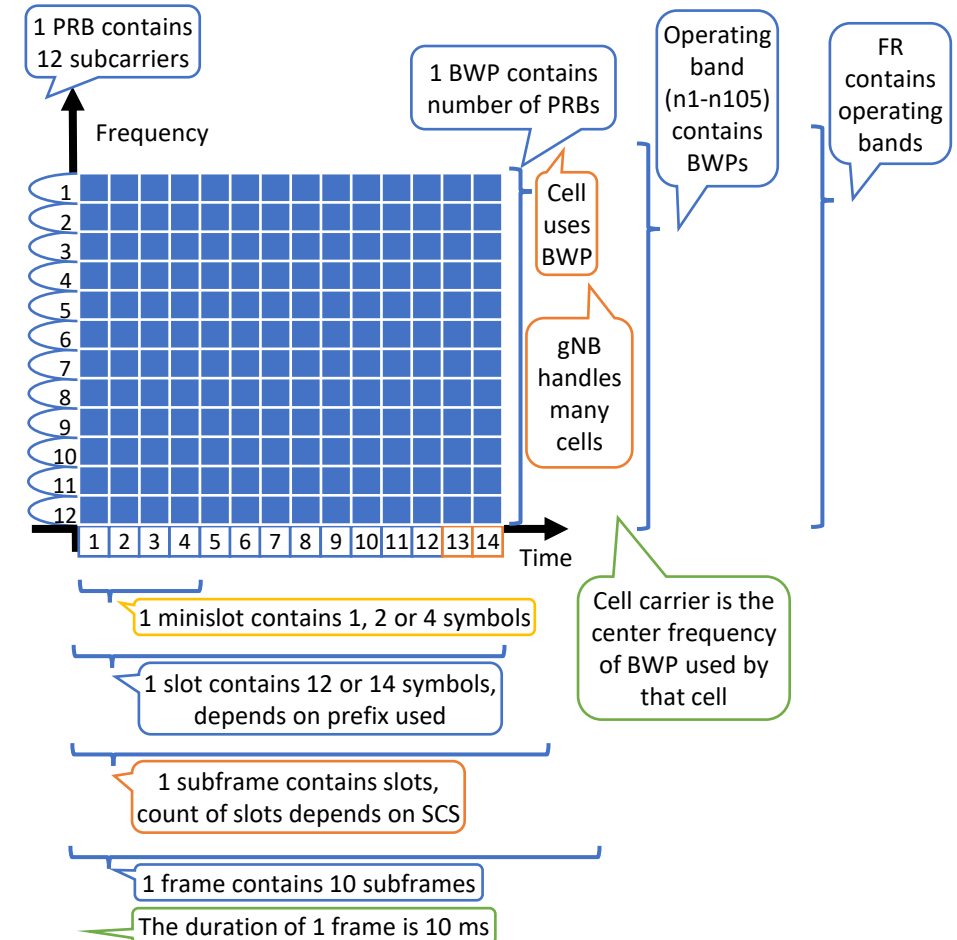 1 PRB contains
12 subcarriers
Frequency
1 BWP contains
number of PRBs
Operating
band
(n1-n105)
contains
BWPs
FR
contains
operating
bands
Cell
uses
BWP
gNB
handles
many
cells
1
2
3
4
5
6
7
8
9
10
11
12
1 2 3 4 5 6 7 8 9 10 11 12 13 14
Time
1 minislot contains 1, 2 or 4 symbols
1 slot contains 12 or 14 symbols,
depends on prefix used
1 subframe contains slots,
count of slots depends on SCS
1 frame contains 10 subframes
The duration of 1 frame is 10 ms
Cell carrier is the
center frequency
of BWP used by
that cell